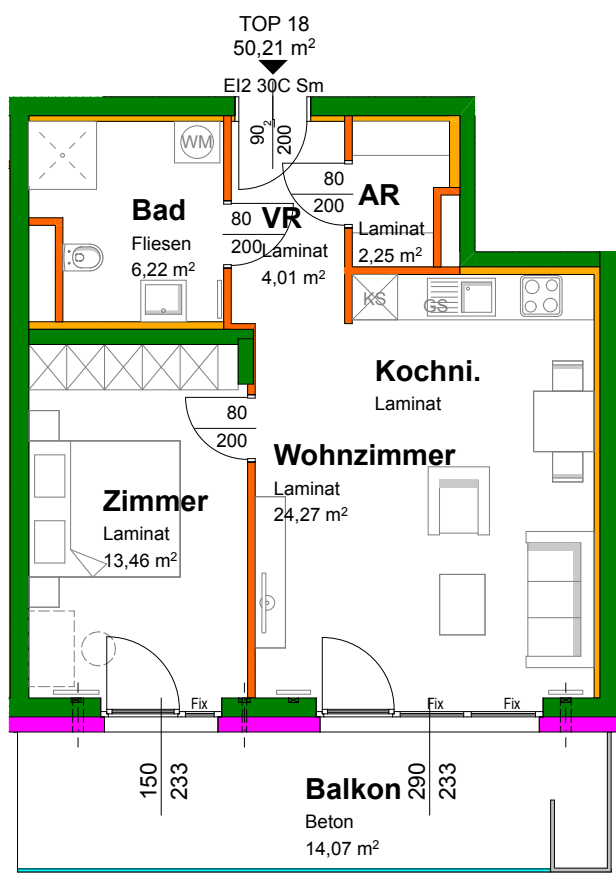 TOP 18
50,21 m²
EI2 30C Sm
90₂
200
WM
Bad
Fliesen
6,22 m²
80
200
VR
Laminat
4,01 m²
80
200
AR
Laminat
2,25 m²
KS
GS
Kochni.
Laminat
80
200
Wohnzimmer
Laminat
24,27 m²
Zimmer
Laminat
13,46 m²
Fix
Fix
Fix
150
233
290
233
Balkon
Beton
14,07 m²